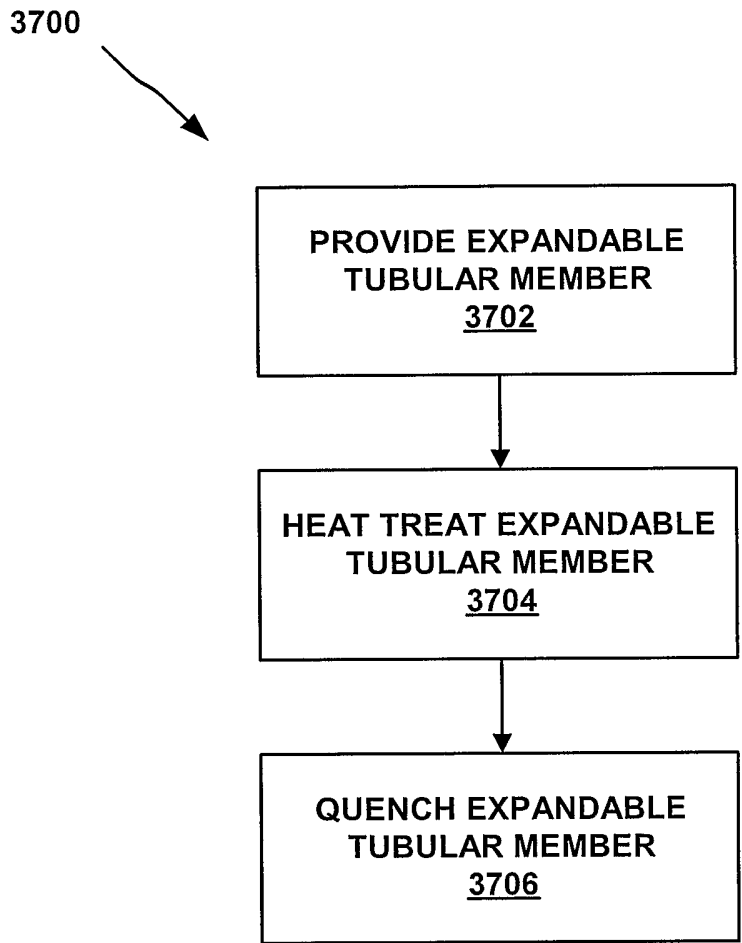 3700
PROVIDE EXPANDABLE
TUBULAR MEMBER
3702
HEAT TREAT EXPANDABLE
TUBULAR MEMBER
3704
QUENCH EXPANDABLE
TUBULAR MEMBER
3706